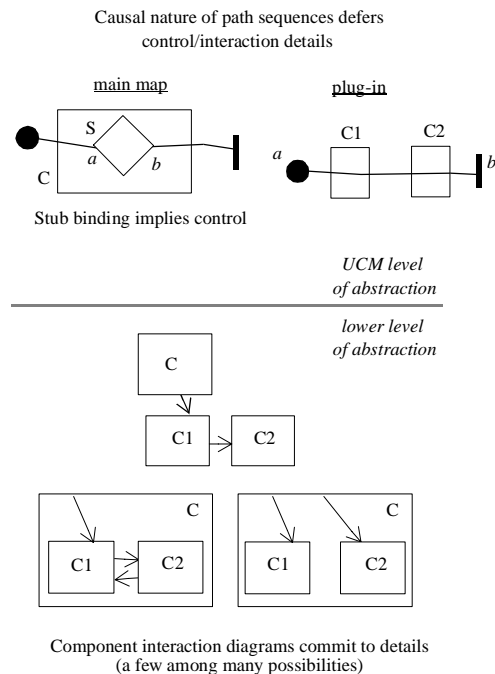 Causal nature of path sequences defers
control/interaction details
main map
plug-in
S
a
b
C
C1
C2
a
b
Stub binding implies control
UCM level
of abstraction
lower level
of abstraction
C
C1
C2
C
C1
C2
C
C1
C2
Component interaction diagrams commit to details
(a few among many possibilities)